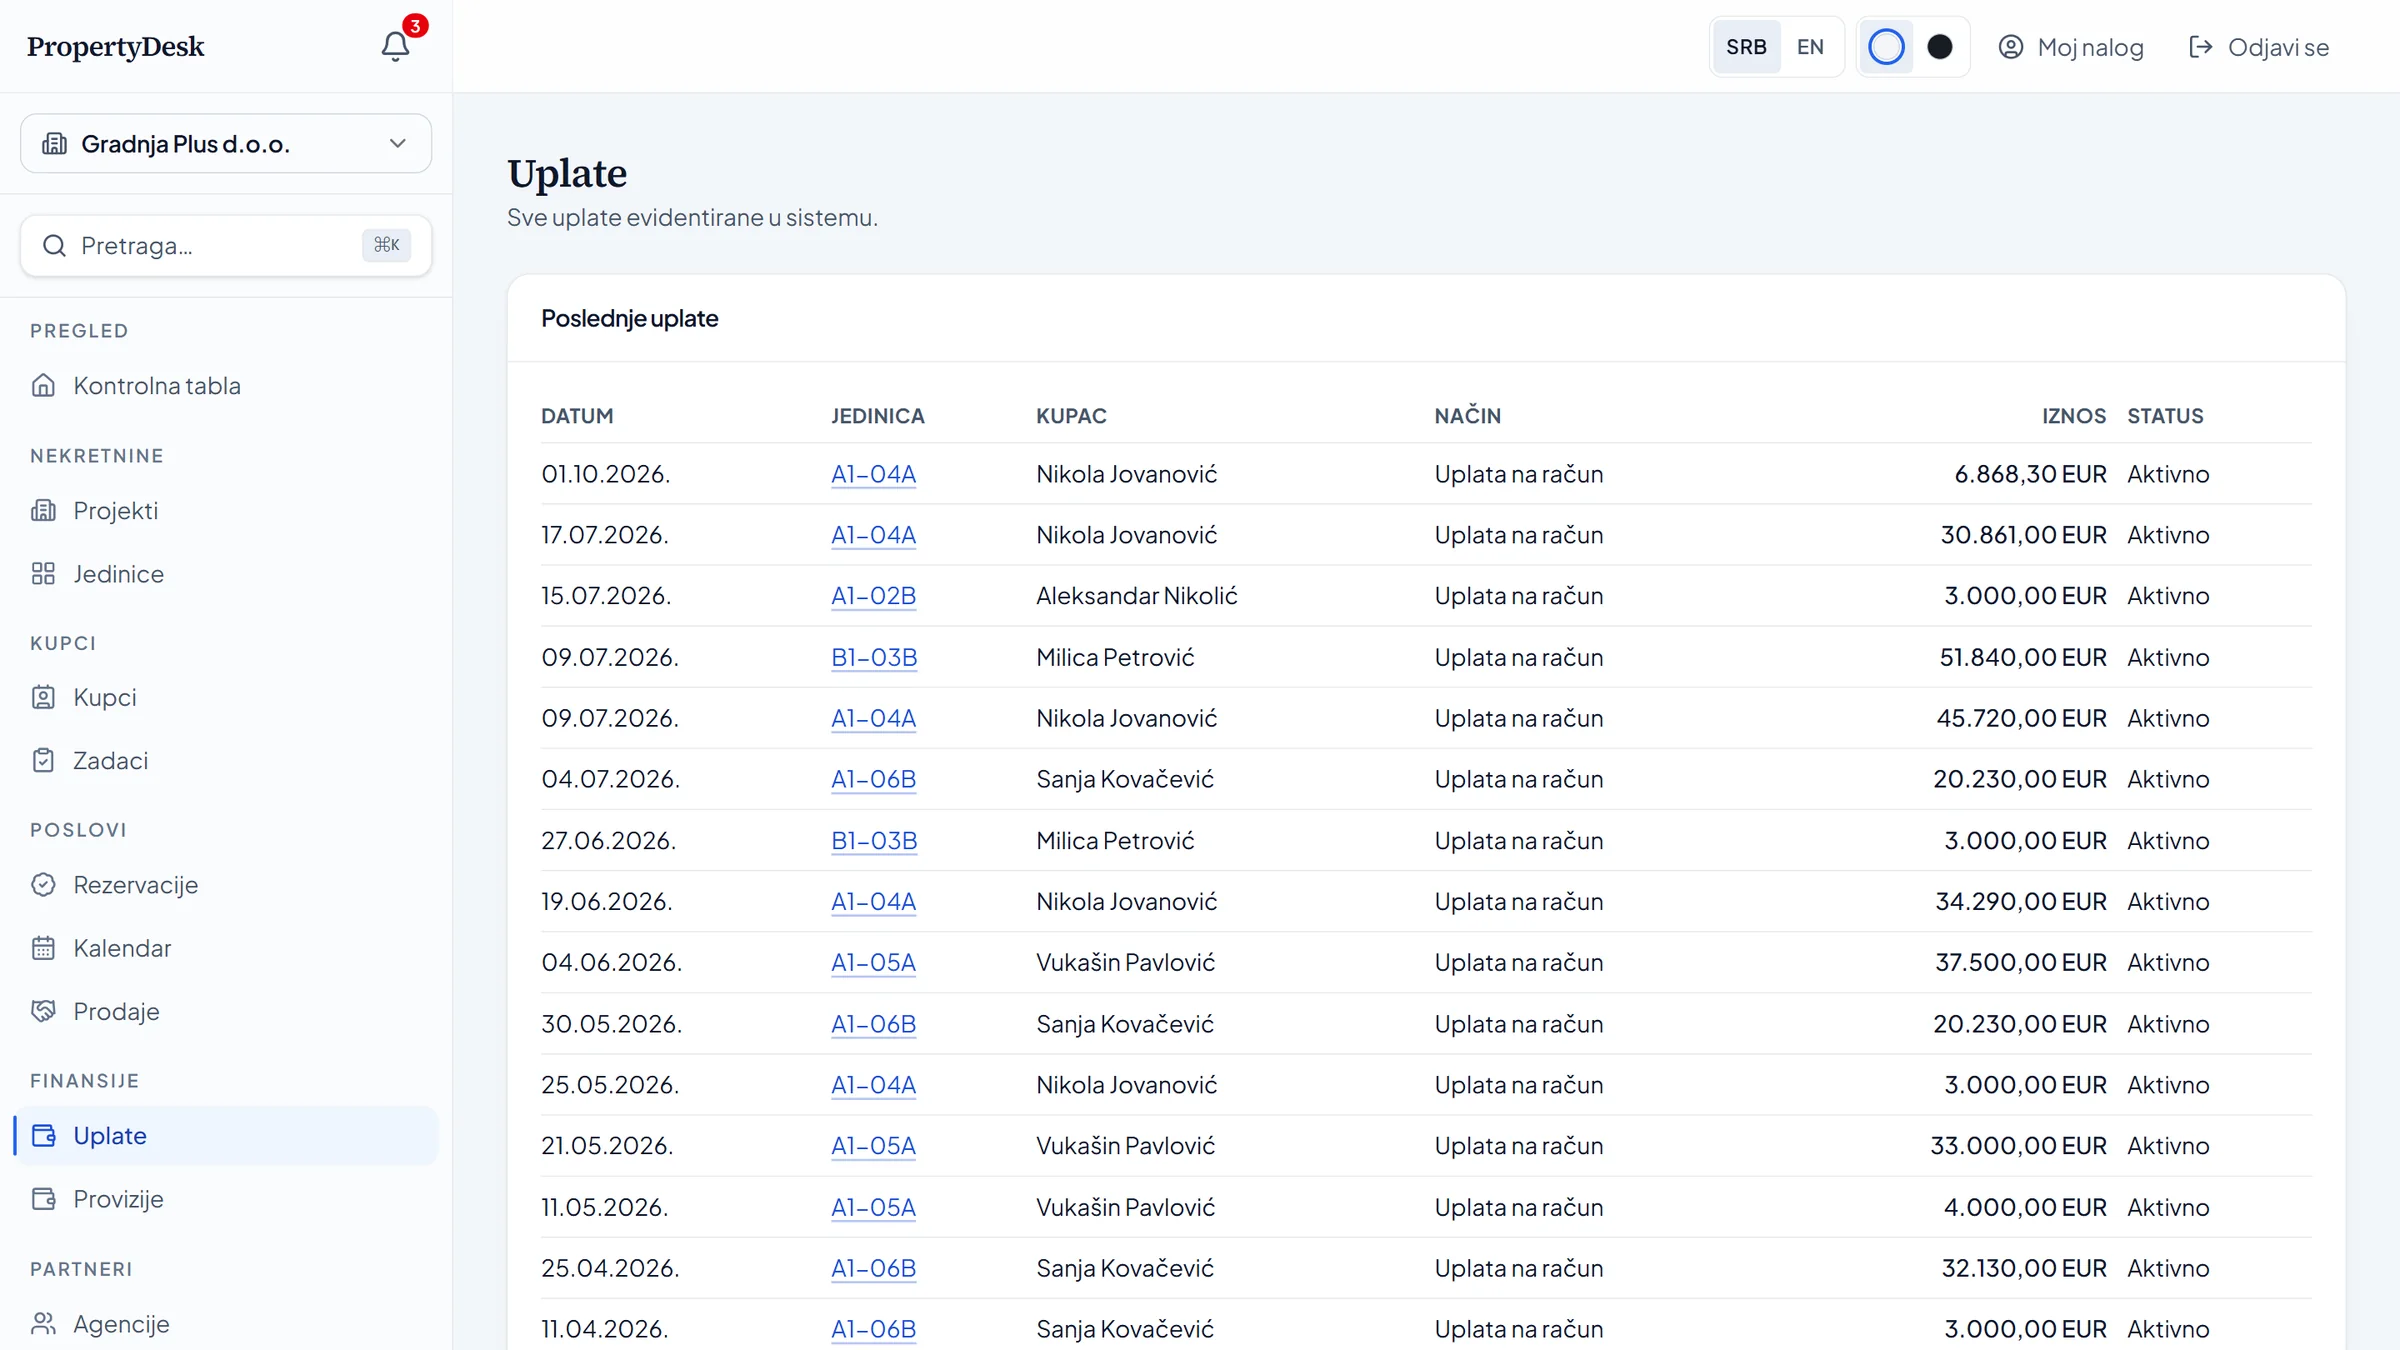 PropertyDesk
3
SRB EN
Moj nalog
Odjavi se
Gradnja Plus d.o.o.
Pretraga...
⌘K
PREGLED
Kontrolna tabla
NEKRETNINE
Projekti
Jedinice
KUPCI
Kupci
Zadaci
POSLOVI
Rezervacije
Kalendar
Prodaje
FINANSIJE
Uplate
Provizije
PARTNERI
Agencije
Uplate
Sve uplate evidentirane u sistemu.
Poslednje uplate
DATUM JEDINICA KUPAC NAČIN IZNOS STATUS
01.10.2026. A1-04A Nikola Jovanović Uplata na račun 6.868,30 EUR Aktivno
17.07.2026. A1-04A Nikola Jovanović Uplata na račun 30.861,00 EUR Aktivno
15.07.2026. A1-02B Aleksandar Nikolić Uplata na račun 3.000,00 EUR Aktivno
09.07.2026. B1-03B Milica Petrović Uplata na račun 51.840,00 EUR Aktivno
09.07.2026. A1-04A Nikola Jovanović Uplata na račun 45.720,00 EUR Aktivno
04.07.2026. A1-06B Sanja Kovačević Uplata na račun 20.230,00 EUR Aktivno
27.06.2026. B1-03B Milica Petrović Uplata na račun 3.000,00 EUR Aktivno
19.06.2026. A1-04A Nikola Jovanović Uplata na račun 34.290,00 EUR Aktivno
04.06.2026. A1-05A Vukašin Pavlović Uplata na račun 37.500,00 EUR Aktivno
30.05.2026. A1-06B Sanja Kovačević Uplata na račun 20.230,00 EUR Aktivno
25.05.2026. A1-04A Nikola Jovanović Uplata na račun 3.000,00 EUR Aktivno
21.05.2026. A1-05A Vukašin Pavlović Uplata na račun 33.000,00 EUR Aktivno
11.05.2026. A1-05A Vukašin Pavlović Uplata na račun 4.000,00 EUR Aktivno
25.04.2026. A1-06B Sanja Kovačević Uplata na račun 32.130,00 EUR Aktivno
11.04.2026. A1-06B Sanja Kovačević Uplata na račun 3.000,00 EUR Aktivno